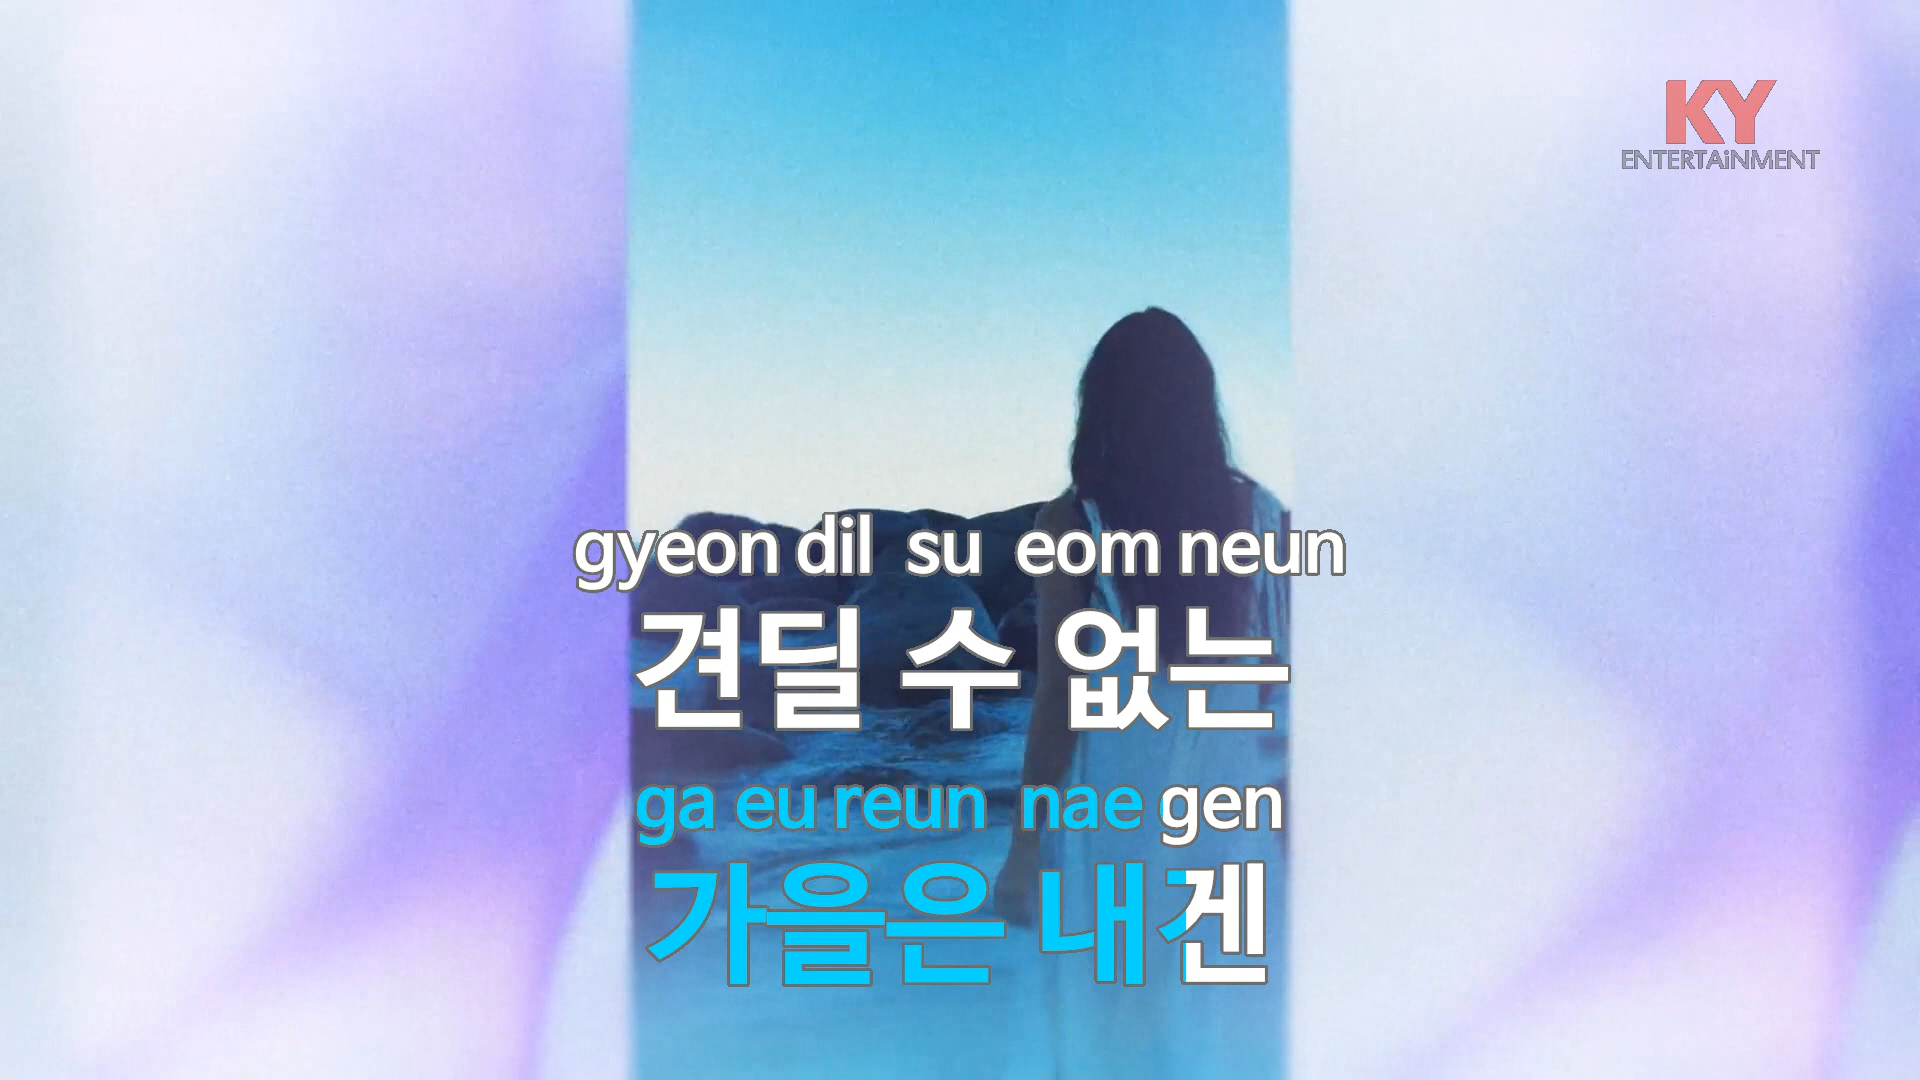 KY
ENTERTAiNMENT
gyeon dil su eom neun
견딜 수 없는
ga eu reun nae gen
가을은 내겐